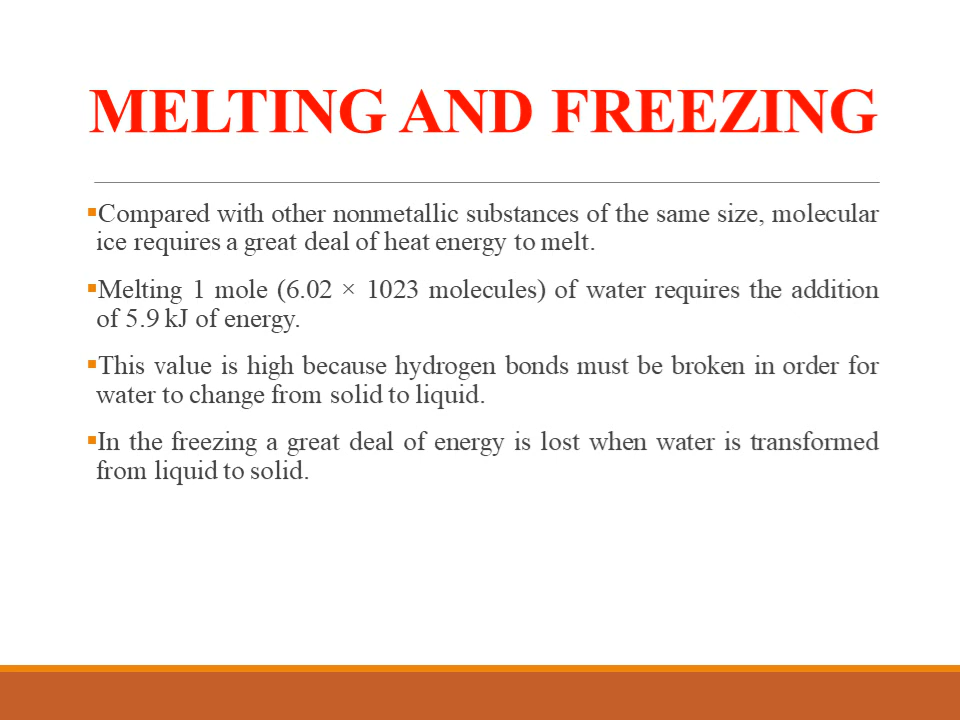 MELTING AND FREEZING
▪Compared with other nonmetallic substances of the same size, molecular
ice requires a great deal of heat energy to melt.
▪Melting 1 mole (6.02 × 1023 molecules) of water requires the addition
of 5.9 kJ of energy.
▪This value is high because hydrogen bonds must be broken in order for
water to change from solid to liquid.
▪In the freezing a great deal of energy is lost when water is transformed
from liquid to solid.